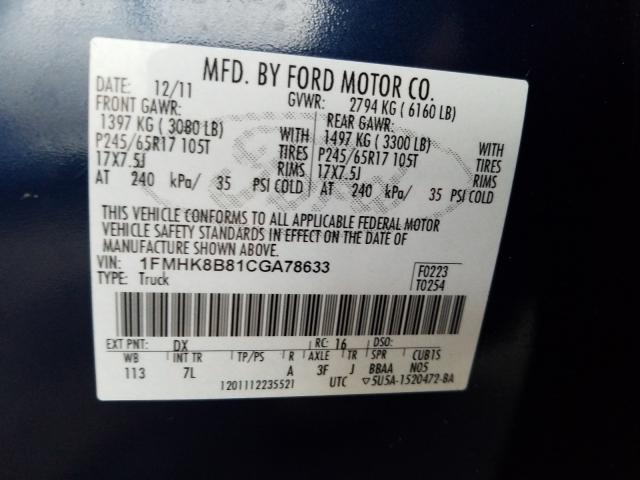 MFD. BY FORD MOTOR CO.
DATE: 12/11 GVWR: 2794 KG ( 6160 LB)
FRONT GAWR: REAR GAWR:
1397 KG ( 3080 LB) WITH 1497 KG ( 3300 LB) WITH
P245/65R17 105T TIRES P245/65R17 105T TIRES
17X7.5J RIMS 17X7.5J RIMS
AT 240 kPa/ 35 PSI COLD AT 240 kPa/ 35 PSI COLD
THIS VEHICLE CONFORMS TO ALL APPLICABLE FEDERAL MOTOR
VEHICLE SAFETY STANDARDS IN EFFECT ON THE DATE OF
MANUFACTURE SHOWN ABOVE.
VIN: 1FMHK8B81CGA78633 F0223
TYPE: Truck T0254
EXT PNT: DX RC: 16 DSO:
WB INT TR TP/PS R AXLE TR SPR CUB1S
113 7L A 3F J BBAA N05
1201112235521 UTC ▽5U5A-1520472-BA